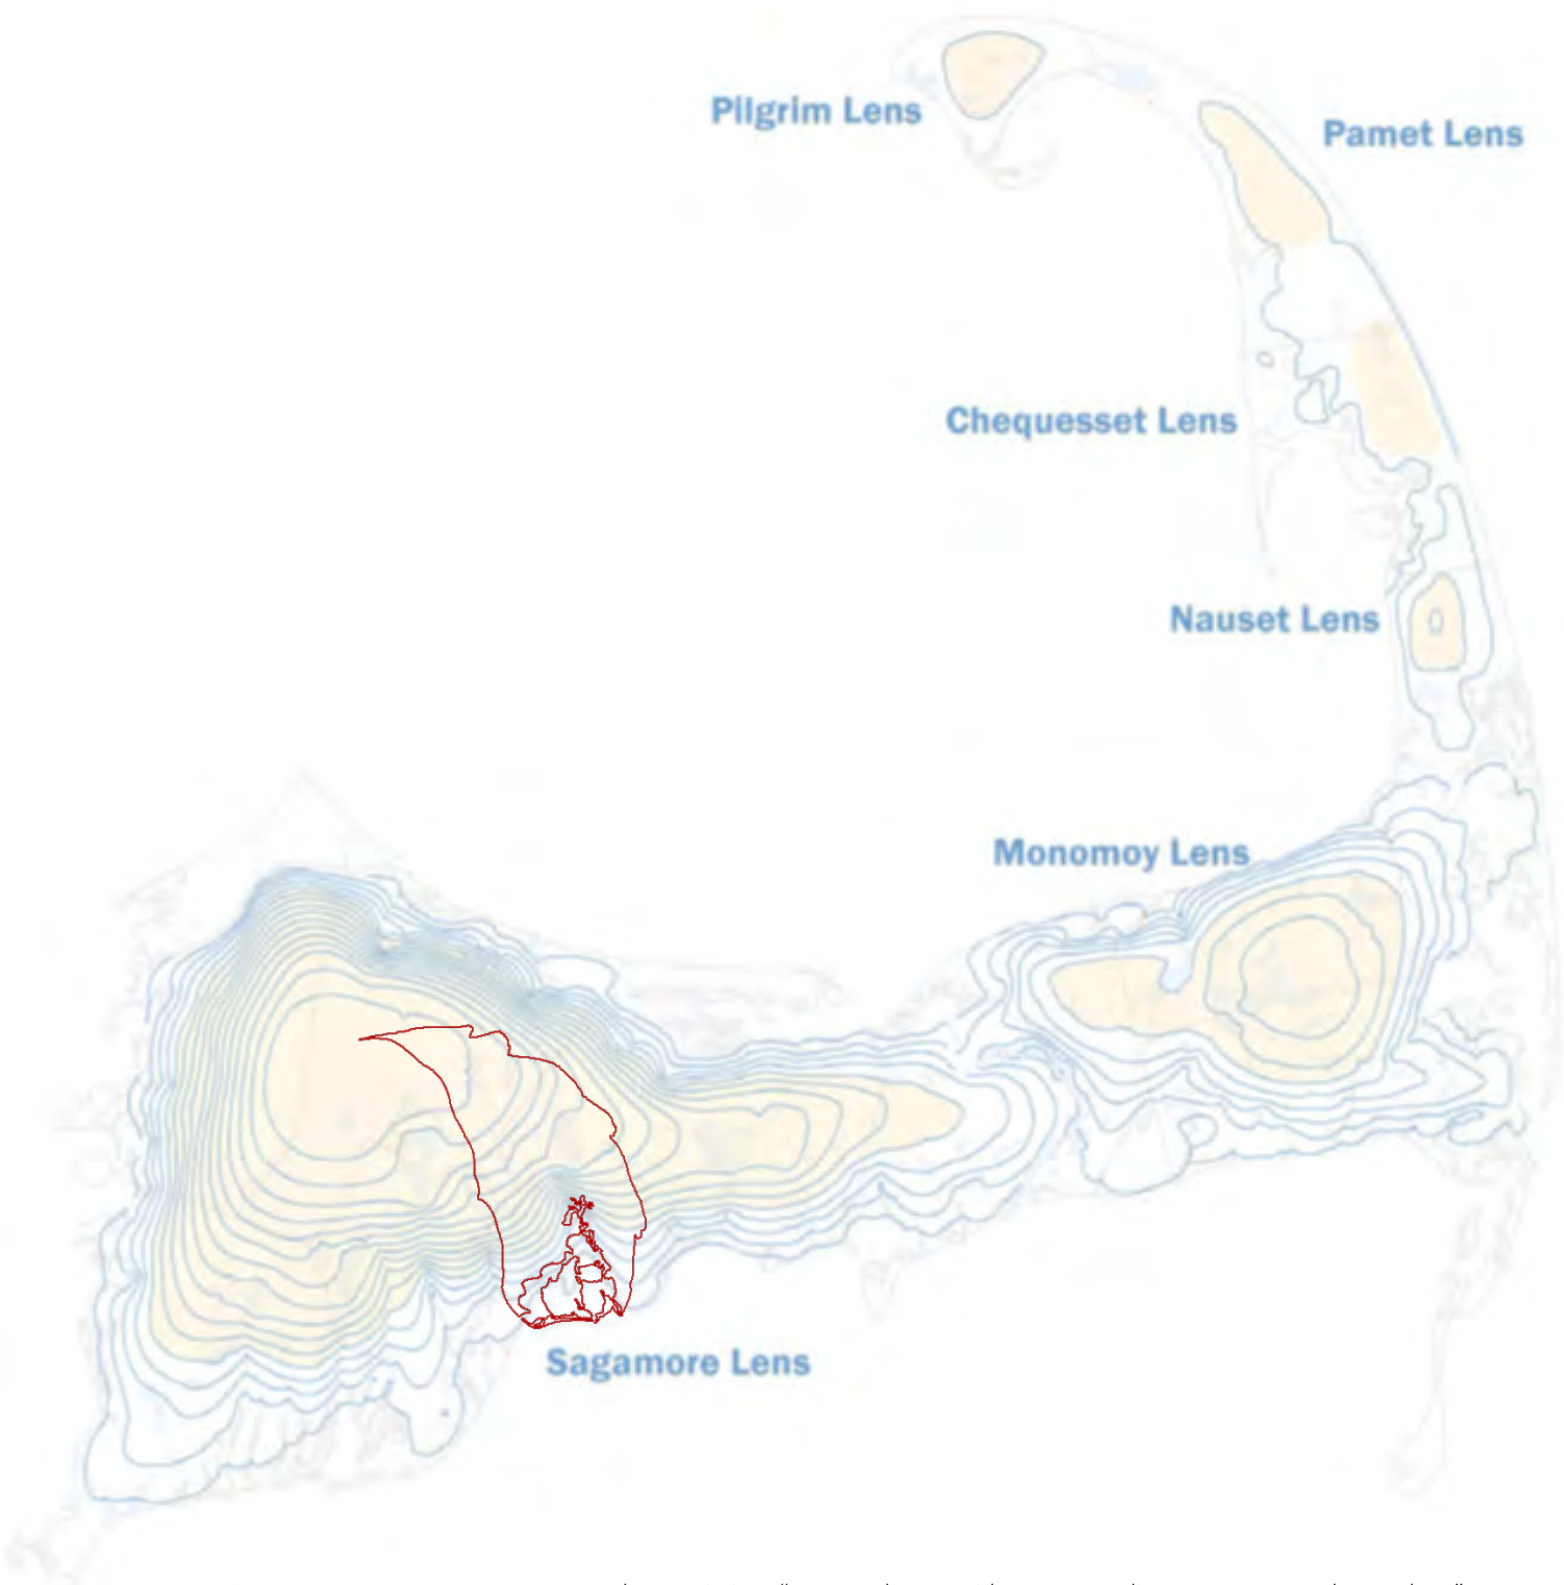 Pilgrim Lens
Pamet Lens
Chequesset Lens
Nauset Lens
Monomoy Lens
Sagamore Lens